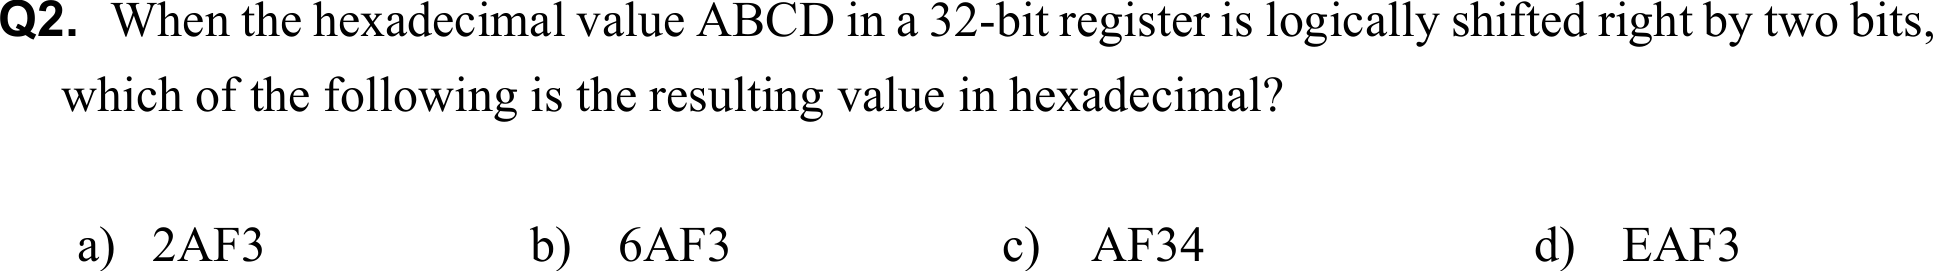 Q2. When the hexadecimal value ABCD in a 32-bit register is logically shifted right by two bits,
which of the following is the resulting value in hexadecimal?
a) 2AF3 b) 6AF3 c) AF34 d) EAF3